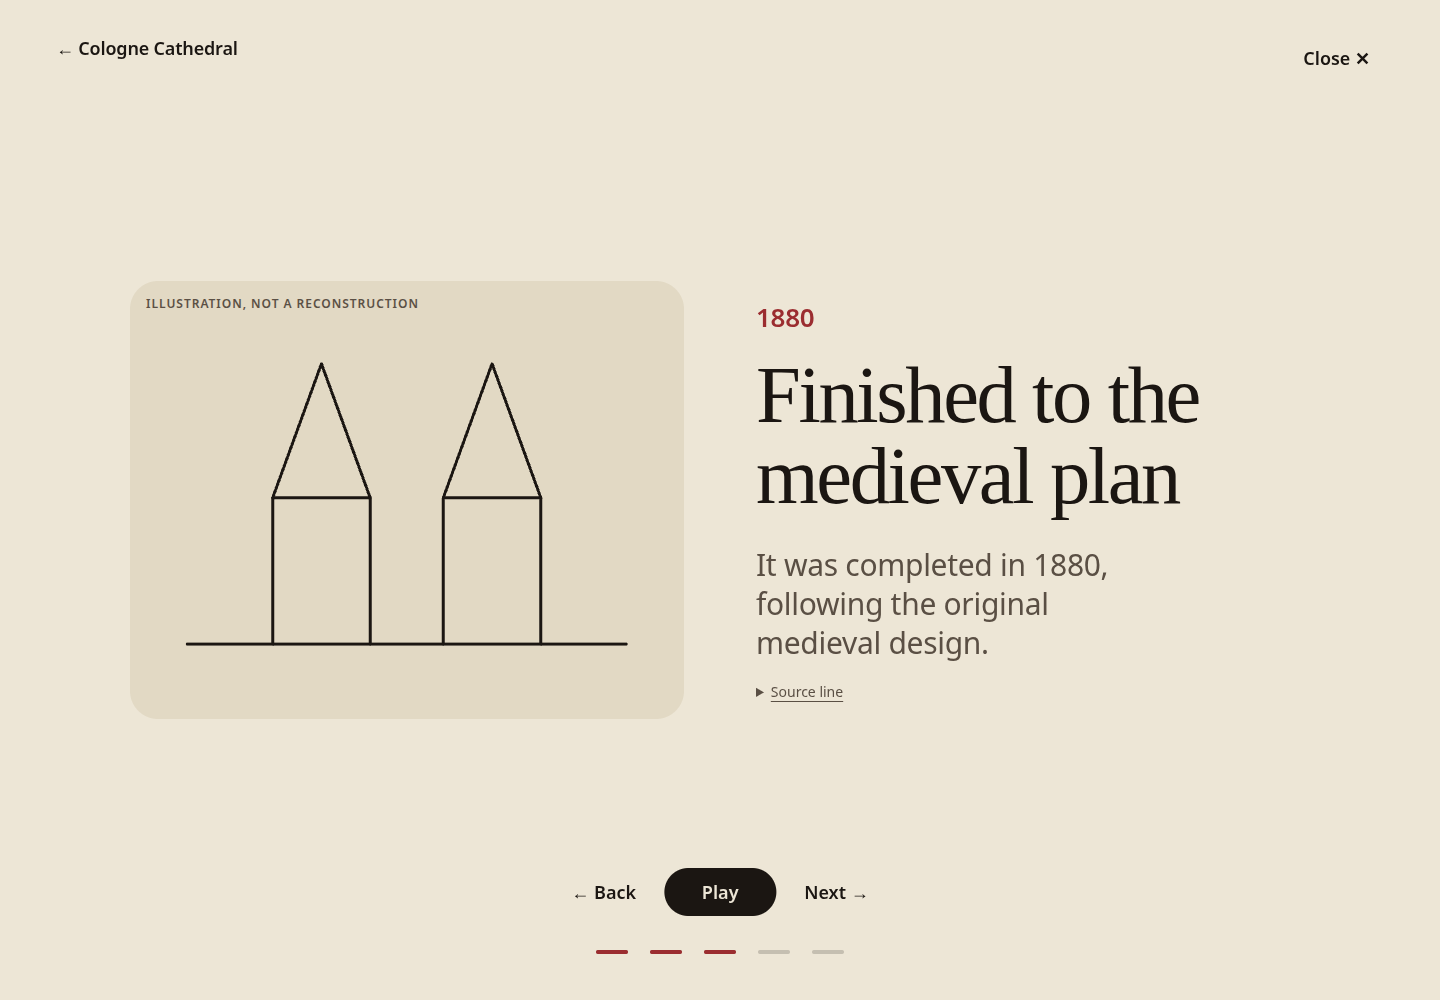 ← Cologne Cathedral
Close ✕
ILLUSTRATION, NOT A RECONSTRUCTION
1880
Finished to the
medieval plan
It was completed in 1880,
following the original
medieval design.
▶ Source line
← Back
Play
Next →